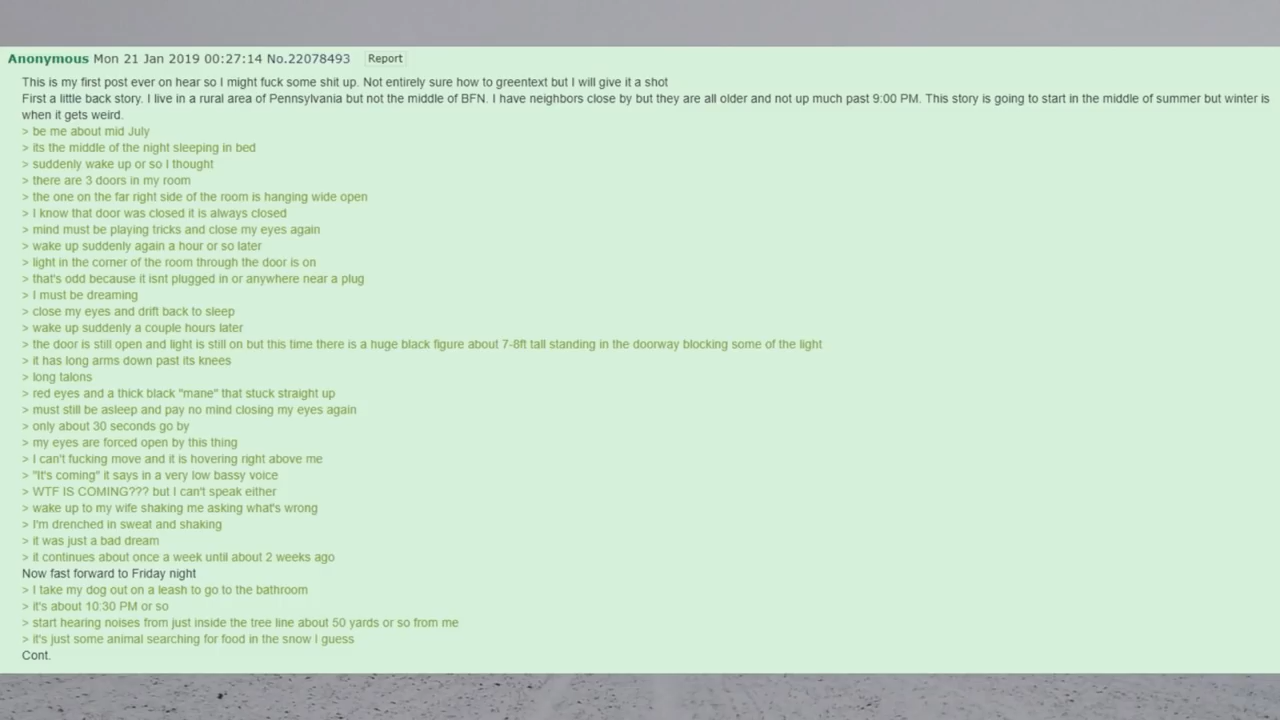 Anonymous Mon 21 Jan 2019 00:27:14 No.22078493 Report
This is my first post ever on hear so I might fuck some shit up. Not entirely sure how to greentext but I will give it a shot
First a little back story. I live in a rural area of Pennsylvania but not the middle of BFN. I have neighbors close by but they are all older and not up much past 9:00 PM. This story is going to start in the middle of summer but winter is
when it gets weird.
> be me about mid July
> its the middle of the night sleeping in bed
> suddenly wake up or so I thought
> there are 3 doors in my room
> the one on the far right side of the room is hanging wide open
> I know that door was closed it is always closed
> mind must be playing tricks and close my eyes again
> wake up suddenly again a hour or so later
> light in the corner of the room through the door is on
> that's odd because it isnt plugged in or anywhere near a plug
> I must be dreaming
> close my eyes and drift back to sleep
> wake up suddenly a couple hours later
> the door is still open and light is still on but this time there is a huge black figure about 7-8ft tall standing in the doorway blocking some of the light
> it has long arms down past its knees
> long talons
> red eyes and a thick black "mane" that stuck straight up
> must still be asleep and pay no mind closing my eyes again
> only about 30 seconds go by
> my eyes are forced open by this thing
> I can't fucking move and it is hovering right above me
> "It's coming" it says in a very low bassy voice
> WTF IS COMING??? but I can't speak either
> wake up to my wife shaking me asking what's wrong
> I'm drenched in sweat and shaking
> it was just a bad dream
> it continues about once a week until about 2 weeks ago
Now fast forward to Friday night
> I take my dog out on a leash to go to the bathroom
> it's about 10:30 PM or so
> start hearing noises from just inside the tree line about 50 yards or so from me
> it's just some animal searching for food in the snow I guess
Cont.